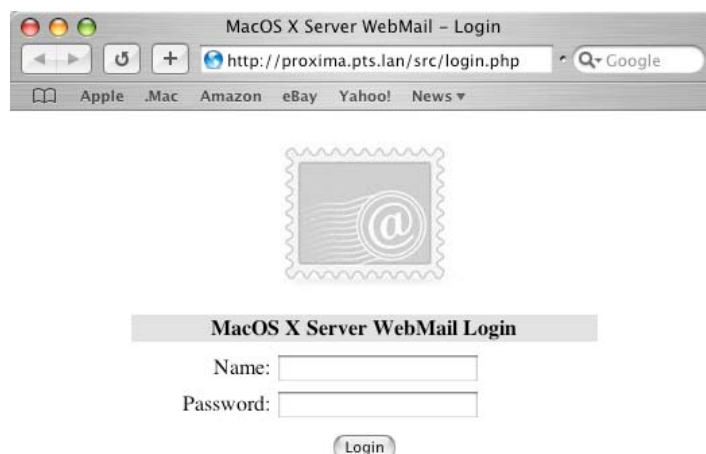 MacOS X Server WebMail – Login
http://proxima.pts.lan/src/login.php Q Google
Apple .Mac Amazon eBay Yahoo! News
@
MacOS X Server WebMail Login
Name:
Password:
Login